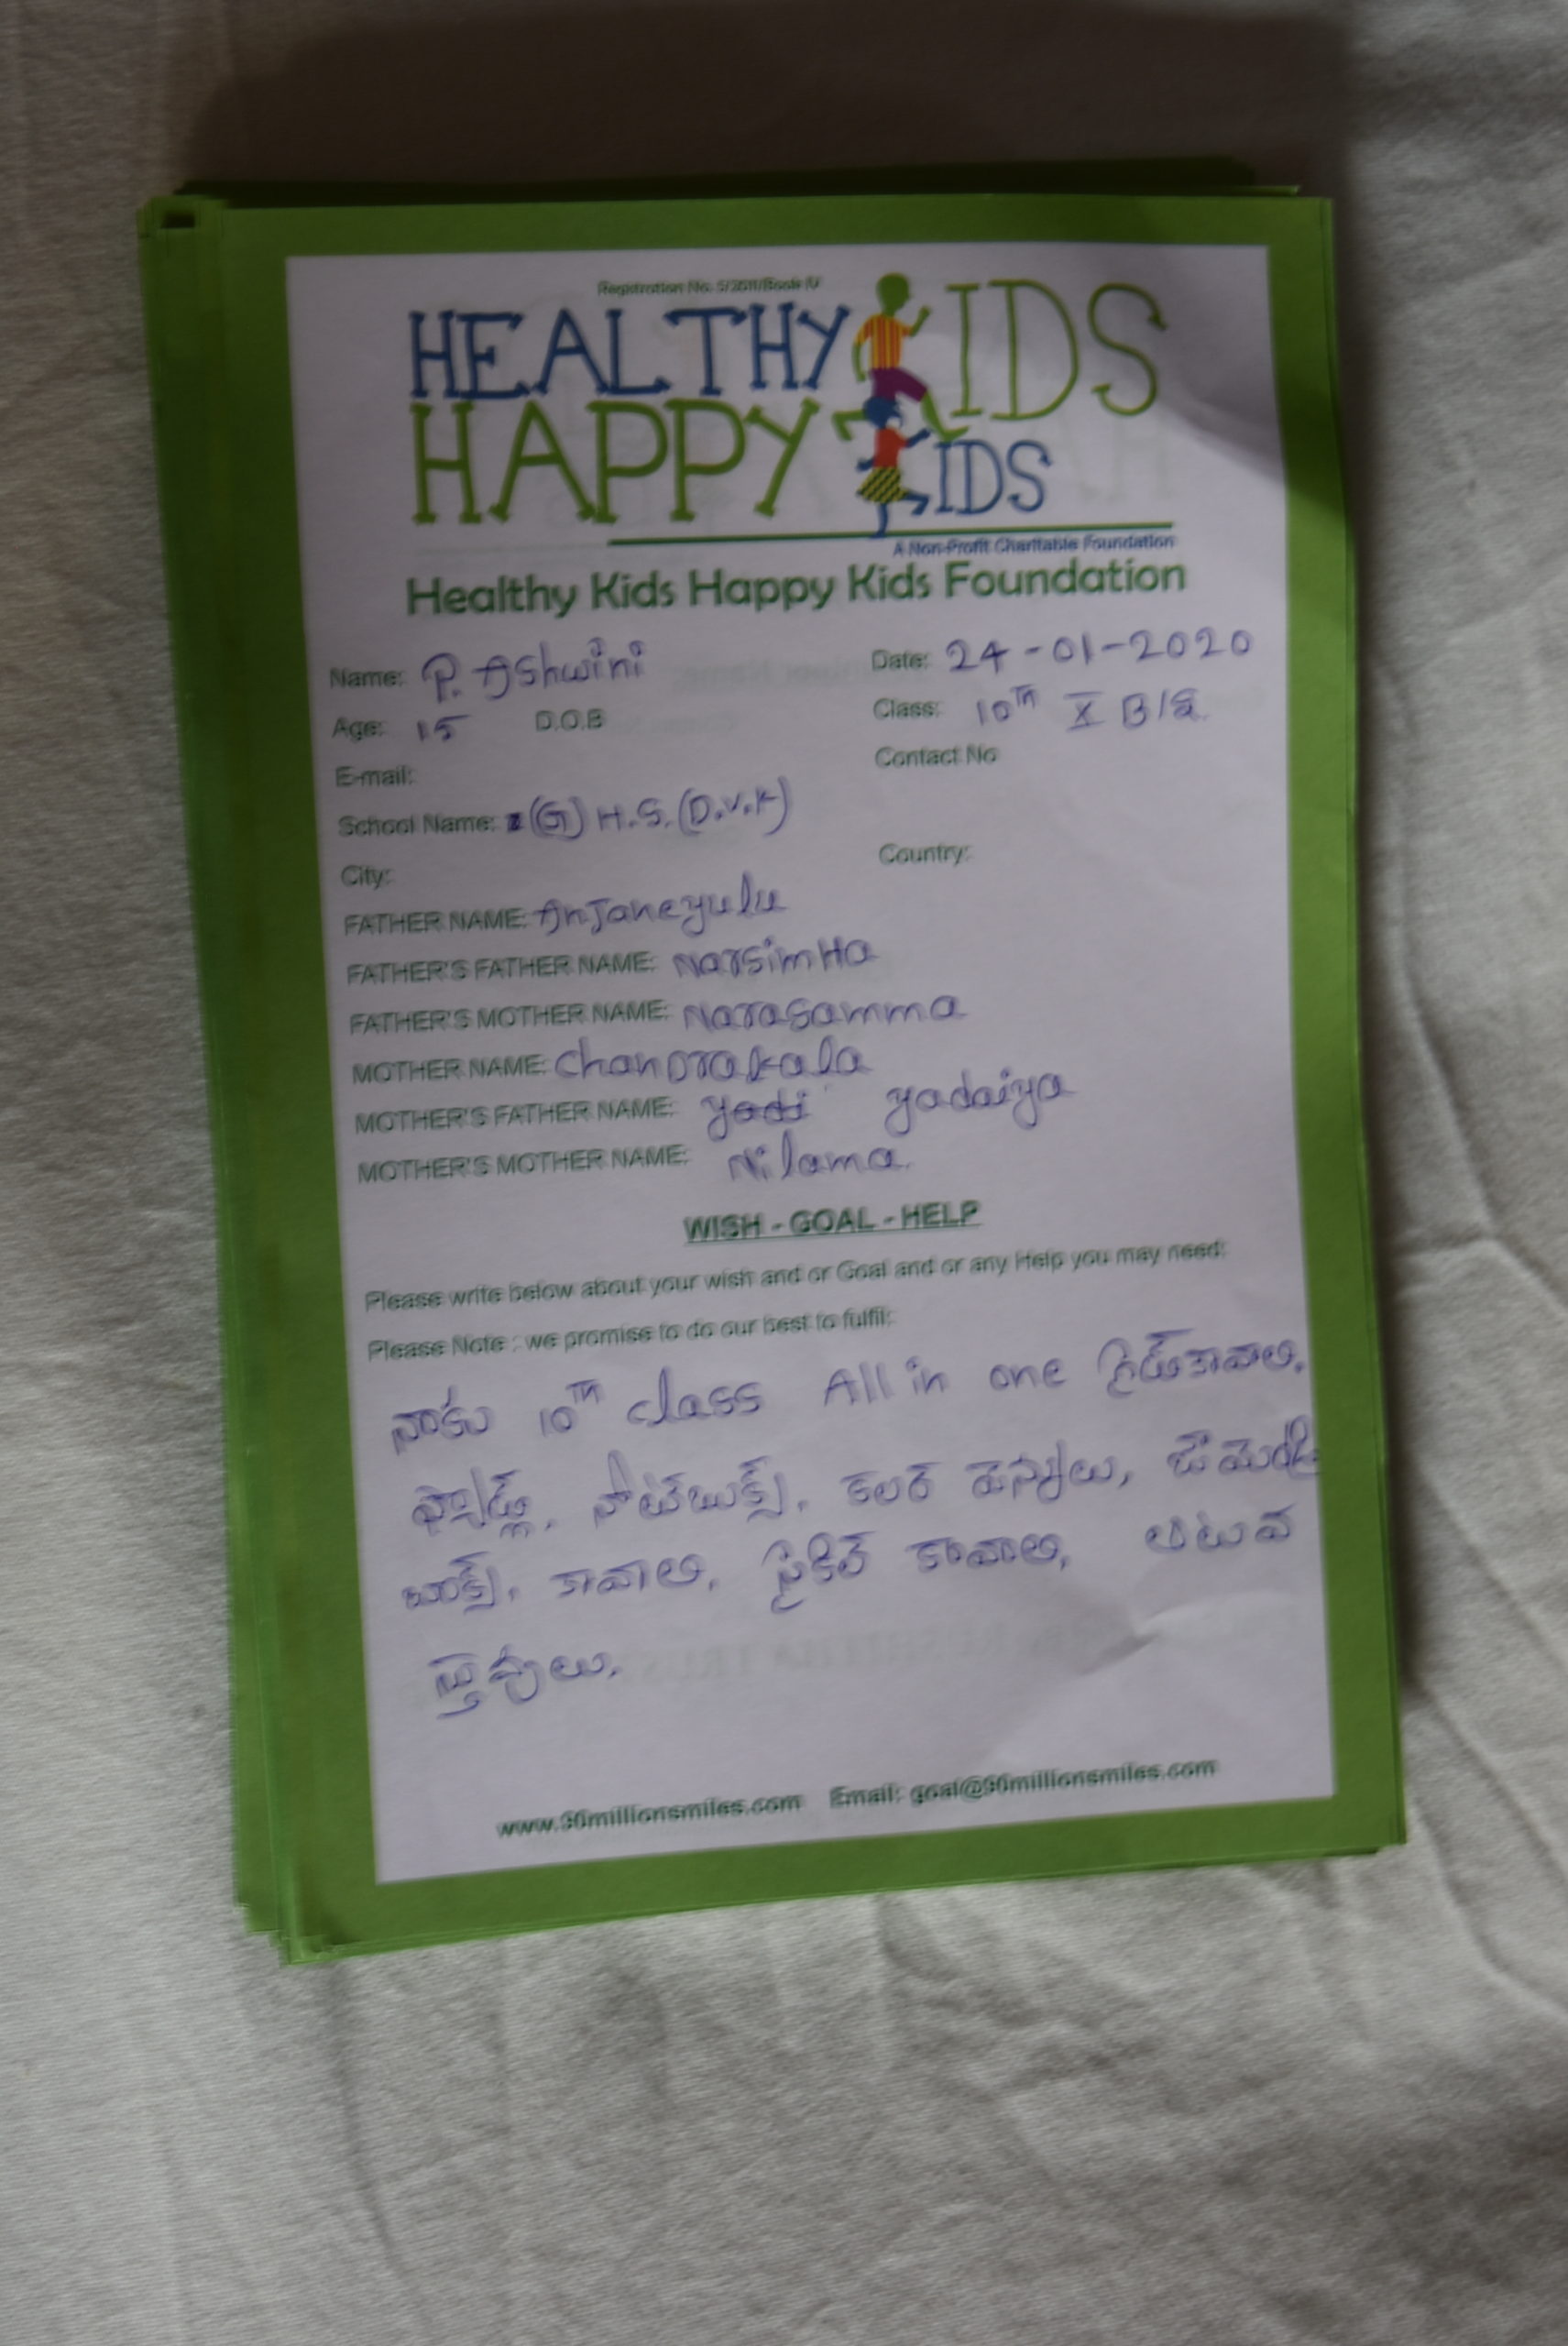 Registration No. 5/2011/Book IV
HEALTHY KIDS
HAPPY KIDS
A Non-Profit Charitable Foundation
Healthy Kids Happy Kids Foundation
Name: P. Ashwini Date: 24-01-2020
Age: 15 D.O.B Class: 10TH X B/S
E-mail: Contact No
School Name: (G) H.S. (D.V.K)
City: Country:
FATHER NAME: Anjaneyulu
FATHER'S FATHER NAME: NarsimHa
FATHER'S MOTHER NAME: Narasamma
MOTHER NAME: Chandrakala
MOTHER'S FATHER NAME: yadi yadaiya
MOTHER'S MOTHER NAME: Nilama.
WISH - GOAL - HELP
Please write below about your wish and or Goal and or any Help you may need:
Please Note : we promise to do our best to fulfil:
నాకు 10TH class All in one గైడ్ కావాలి.
ప్యాడ్, నోట్ బుక్స్, కలర్ పెన్నులు,
బాక్స్, కావాలి, సైకిల్ కావాలి, ఆటవ
స్తువులు.
www.90millionsmiles.com Email: goal@90millionsmiles.com